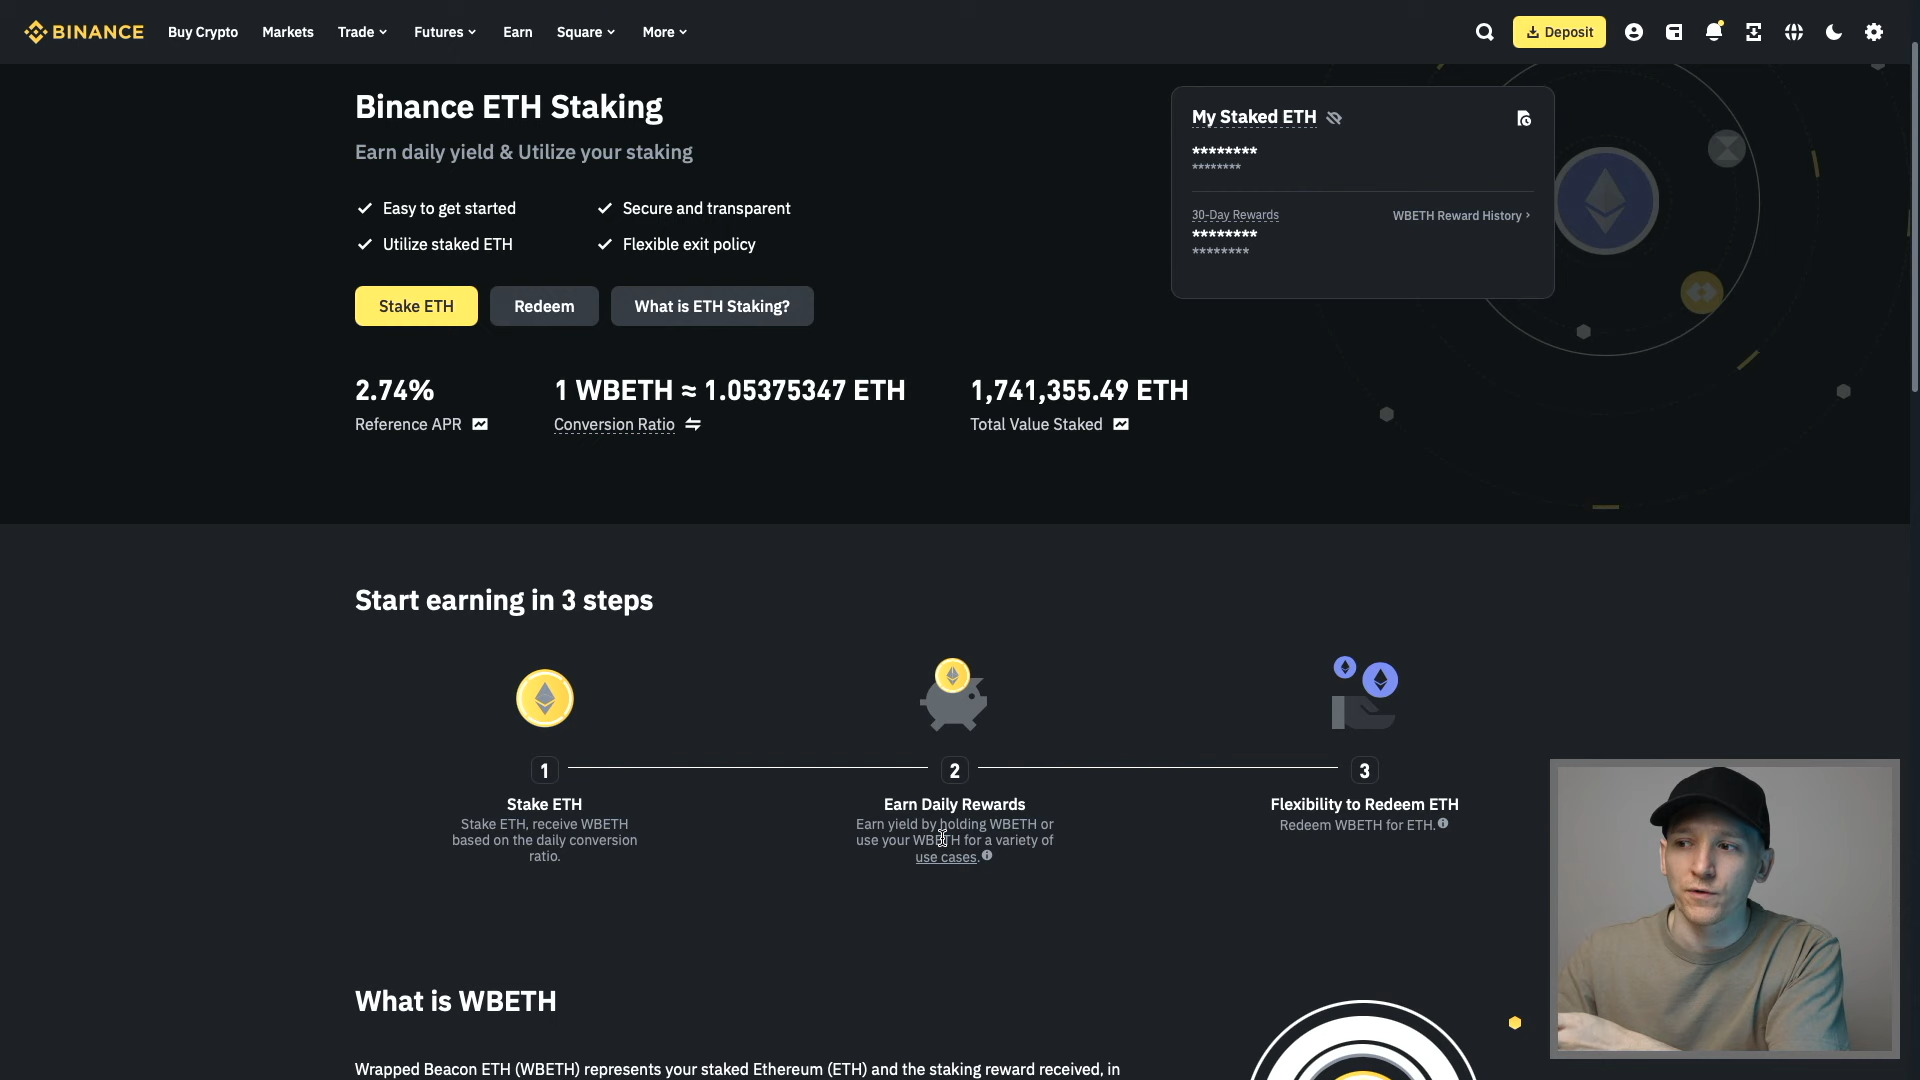 BINANCE Buy Crypto Markets Trade Futures Earn Square More Deposit
Binance ETH Staking
Earn daily yield & Utilize your staking
Easy to get started Secure and transparent
Utilize staked ETH Flexible exit policy
Stake ETH Redeem What is ETH Staking?
My Staked ETH
********
********
30-Day Rewards WBETH Reward History
********
********
2.74% 1 WBETH ≈ 1.05375347 ETH 1,741,355.49 ETH
Reference APR Conversion Ratio Total Value Staked
Start earning in 3 steps
1
Stake ETH
Stake ETH, receive WBETH
based on the daily conversion
ratio.
2
Earn Daily Rewards
Earn yield by holding WBETH or
use your WBETH for a variety of
use cases.
3
Flexibility to Redeem ETH
Redeem WBETH for ETH.
What is WBETH
Wrapped Beacon ETH (WBETH) represents your staked Ethereum (ETH) and the staking reward received, in